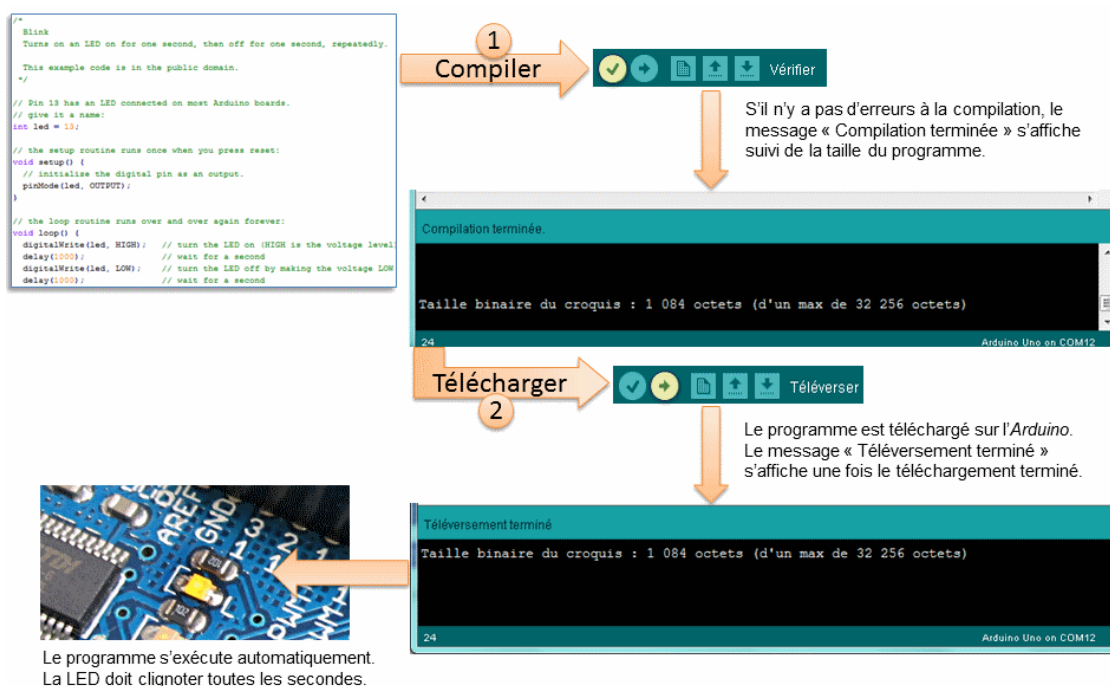 /*
Blink
Turns on an LED on for one second, then off for one second, repeatedly.
This example code is in the public domain.
*/
// Pin 13 has an LED connected on most Arduino boards.
// give it a name:
int led = 13;
// the setup routine runs once when you press reset:
void setup() {
// initialize the digital pin as an output.
pinMode(led, OUTPUT);
}
// the loop routine runs over and over again forever:
void loop() {
digitalWrite(led, HIGH); // turn the LED on (HIGH is the voltage level)
delay(1000); // wait for a second
digitalWrite(led, LOW); // turn the LED off by making the voltage LOW
delay(1000); // wait for a second
1
Compiler
Vérifier
S'il n'y a pas d'erreurs à la compilation, le
message « Compilation terminée » s'affiche
suivi de la taille du programme.
Compilation terminée.
Taille binaire du croquis : 1 084 octets (d'un max de 32 256 octets)
24
Arduino Uno on COM12
Télécharger
2
Téléverser
Le programme est téléchargé sur l'Arduino.
Le message « Téléversement terminé »
s'affiche une fois le téléchargement terminé.
Téléversement terminé
Taille binaire du croquis : 1 084 octets (d'un max de 32 256 octets)
24
Arduino Uno on COM12
AREF
GND
1 3
1 2
L
102
Le programme s'exécute automatiquement.
La LED doit clignoter toutes les secondes.